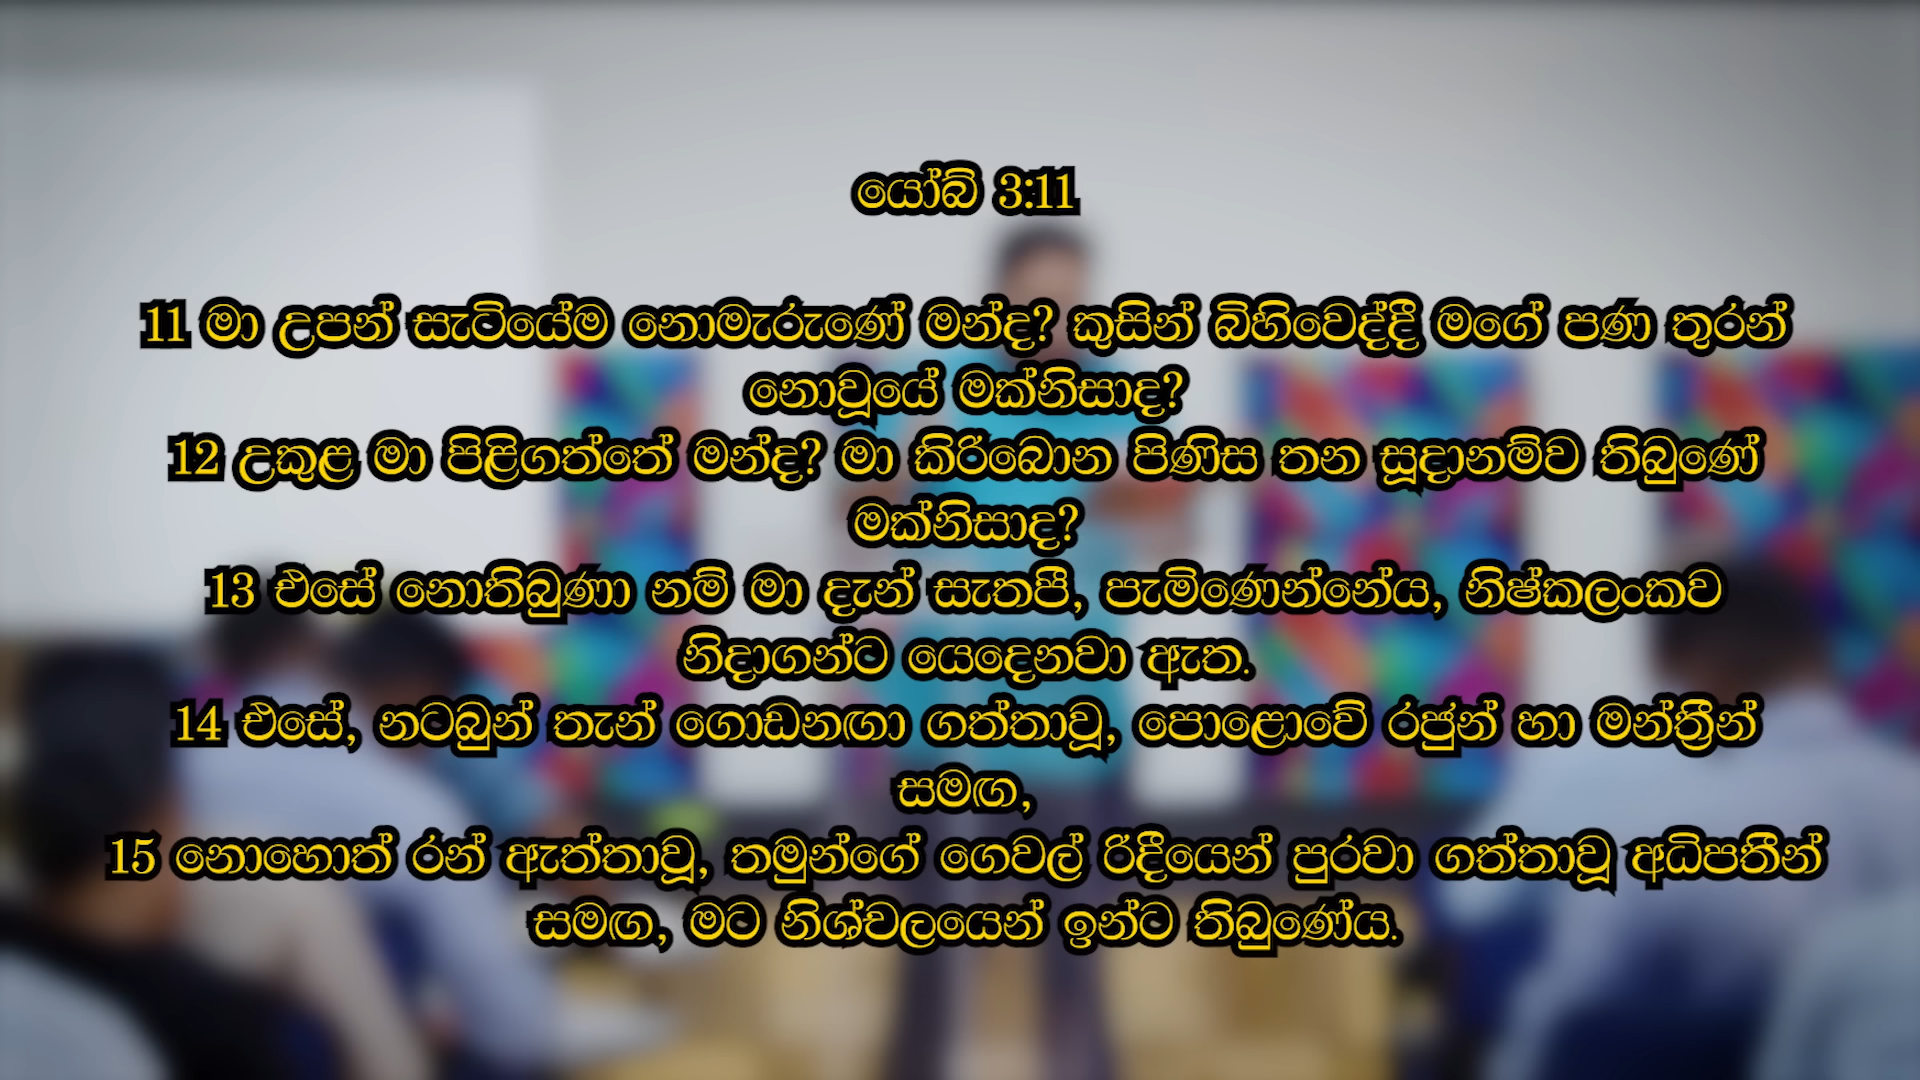 යෝබ් 3:11
11 මා උපන් සැටියේම නොමැරුණේ මන්ද? කුසින් බිහිවෙද්දී මගේ පණ තුරන්
නොවූයේ මක්නිසාද?
12 උකුළ මා පිළිගත්තේ මන්ද? මා කිරිබොන පිණිස තන සූදානම්ව තිබුණේ
මක්නිසාද?
13 එසේ නොතිබුණා නම් මා දැන් සැතපී, පැමිණෙන්නේය, නිෂ්කලංකව
නිදාගන්ට යෙදෙනවා ඇත.
14 එසේ, නටබුන් තැන් ගොඩනඟා ගත්තාවූ, පොළොවේ රජුන් හා මන්ත්‍රීන්
සමඟ,
15 නොහොත් රන් ඇත්තාවූ, තමුන්ගේ ගෙවල් රිදීයෙන් පුරවා ගත්තාවූ අධිපතීන්
සමඟ, මට නිශ්චලයෙන් ඉන්ට තිබුණේය.